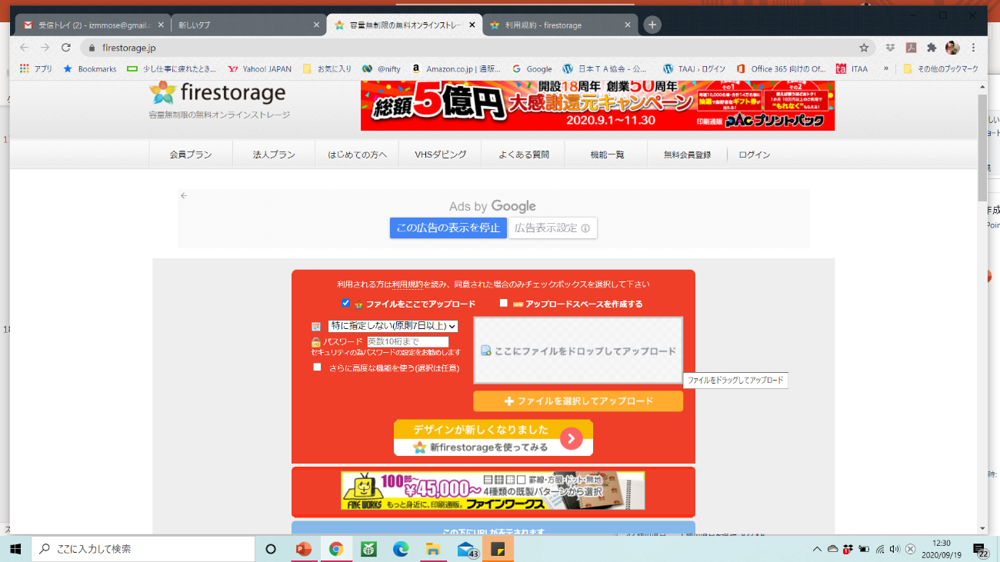 受信トレイ (2) - izmmose@gmail.c
新しいタブ
容量無制限の無料オンラインストレー
利用規約 - firestorage
firestorage.jp
アプリ
Bookmarks
少し仕事に疲れたとき...
Yahoo! JAPAN
お気に入り
@nifty
Amazon.co.jp | 通販...
Google
日本ＴＡ協会 - 公...
TAAJ › ログイン
Office 365 向けの Of...
ITAA
»
その他のブックマーク
firestorage
容量無制限の無料オンラインストレージ
開設18周年 創業50周年
総額5億円
大感謝還元キャンペーン
2020.9.1〜11.30
その1
その2
印刷通販 JACプリントパック
会員プラン
法人プラン
はじめての方へ
VHSダビング
よくある質問
機能一覧
無料会員登録
ログイン
Ads by Google
この広告の表示を停止
広告表示設定
利用される方は利用規約を読み、同意された場合のみチェックボックスを選択して下さい
ファイルをここでアップロード
アップロードスペースを作成する
特に指定しない(原則7日以上)
パスワード 英数10桁まで
セキュリティの為パスワードの設定をお勧めします
さらに高度な機能を使う(選択は任意)
ここにファイルをドロップしてアップロード
ファイルをドラッグしてアップロード
ファイルを選択してアップロード
デザインが新しくなりました
新firestorageを使ってみる
100部〜
¥45,000〜
罫線・方眼・ドット・無地
4種類の既製パターンから選択
FINE WORKS もっと身近に、印刷通販。ファインワークス
この下にURLが表示されます
ここに入力して検索
43
12:30
2020/09/19
22